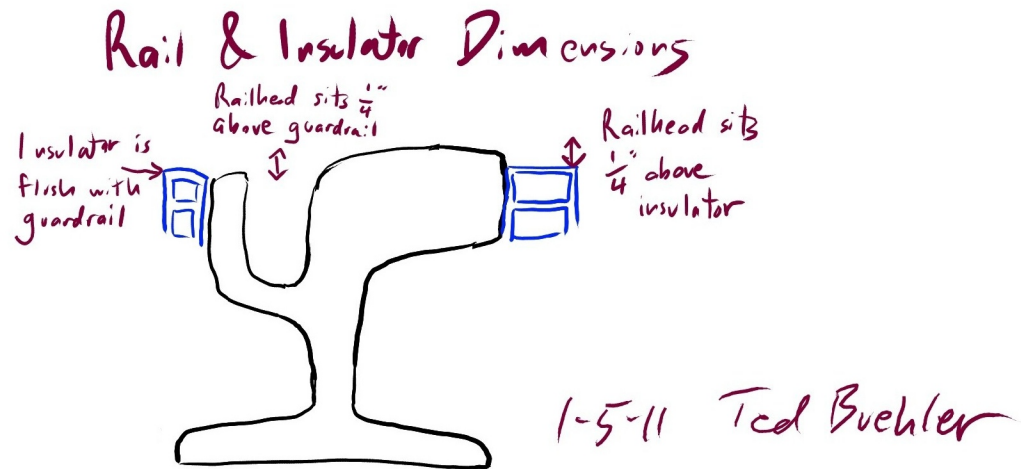 Rail & Insulator Dimensions
Railhead sits 1/4"
above guardrail
Insulator is
flush with
guardrail
Railhead sits
1/4" above
insulator
1-5-11 Ted Buehler